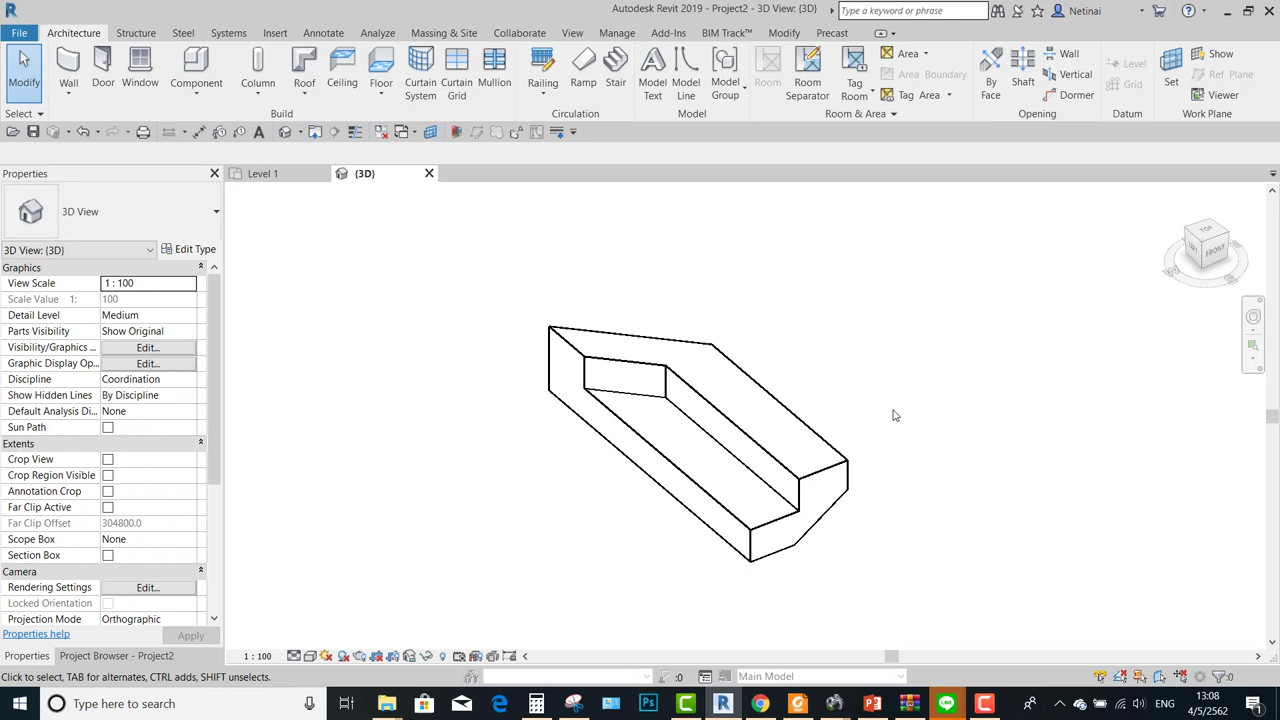 Autodesk Revit 2019 - Project2 - 3D View: {3D}
Type a keyword or phrase
Netinai
File Architecture Structure Steel Systems Insert Annotate Analyze Massing & Site Collaborate View Manage Add-Ins BIM Track™ Modify Precast
Modify Wall Door Window Component Column Roof Ceiling Curtain System Curtain Grid Mullion Railing Ramp Stair Model Text Model Line Model Group Room Room Separator Tag Room
Area
Area Boundary
Tag Area
By Face Shaft
Wall
Vertical
Dormer
Level
Grid
Set
Show
Ref Plane
Viewer
Select Build Circulation Model Room & Area Opening Datum Work Plane
Properties
Level 1
{3D}
3D View
3D View: {3D} Edit Type
Graphics
View Scale 1 : 100
Scale Value 1: 100
Detail Level Medium
Parts Visibility Show Original
Visibility/Graphics ... Edit...
Graphic Display Op... Edit...
Discipline Coordination
Show Hidden Lines By Discipline
Default Analysis Di... None
Sun Path
Extents
Crop View
Crop Region Visible
Annotation Crop
Far Clip Active
Far Clip Offset 304800.0
Scope Box None
Section Box
Camera
Rendering Settings Edit...
Locked Orientation
Projection Mode Orthographic
Properties help Apply
Properties Project Browser - Project2
1 : 100
Click to select, TAB for alternates, CTRL adds, SHIFT unselects.
:0
Main Model
:0
TOP
FRONT
Type here to search
ENG
13:08
4/5/2562